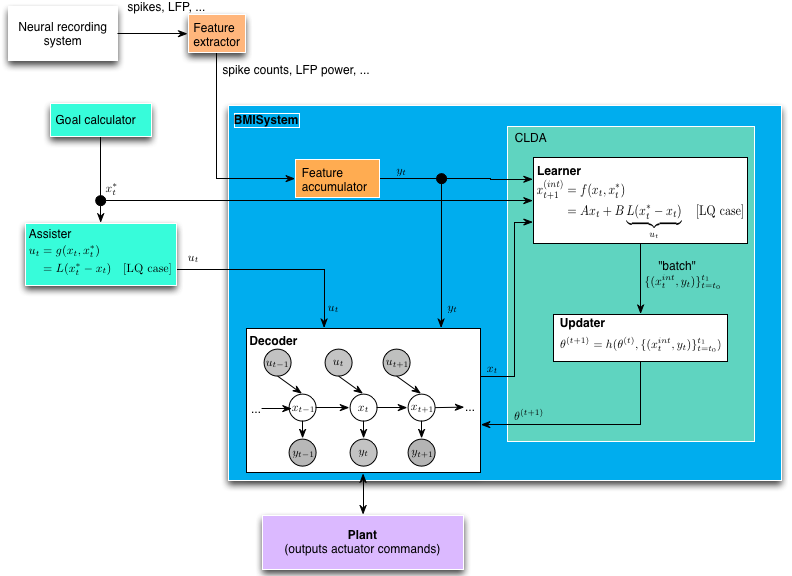 spikes, LFP, ...
Neural recording
system
Feature
extractor
spike counts, LFP power, ...
Goal calculator
BMISystem
CLDA
Feature
accumulator
y_t
Learner
x_{t+1}^{(int)} = f(x_t, x_t^*)
= Ax_t + B L(x_t^* − x_t) [LQ case]
u_t
x_t^*
Assister
u_t = g(x_t, x_t^*)
= L(x_t^* − x_t) [LQ case]
u_t
"batch"
{(x_t^{int}, y_t)}_{t=t_0}^{t_1}
u_t
y_t
Updater
θ^{(t+1)} = h(θ^{(t)}, {(x_t^{int}, y_t)}_{t=t_0}^{t_1})
Decoder
u_{t−1} u_t u_{t+1}
x_t
... x_{t−1} x_t x_{t+1} ...
θ^{(t+1)}
y_{t−1} y_t y_{t+1}
Plant
(outputs actuator commands)